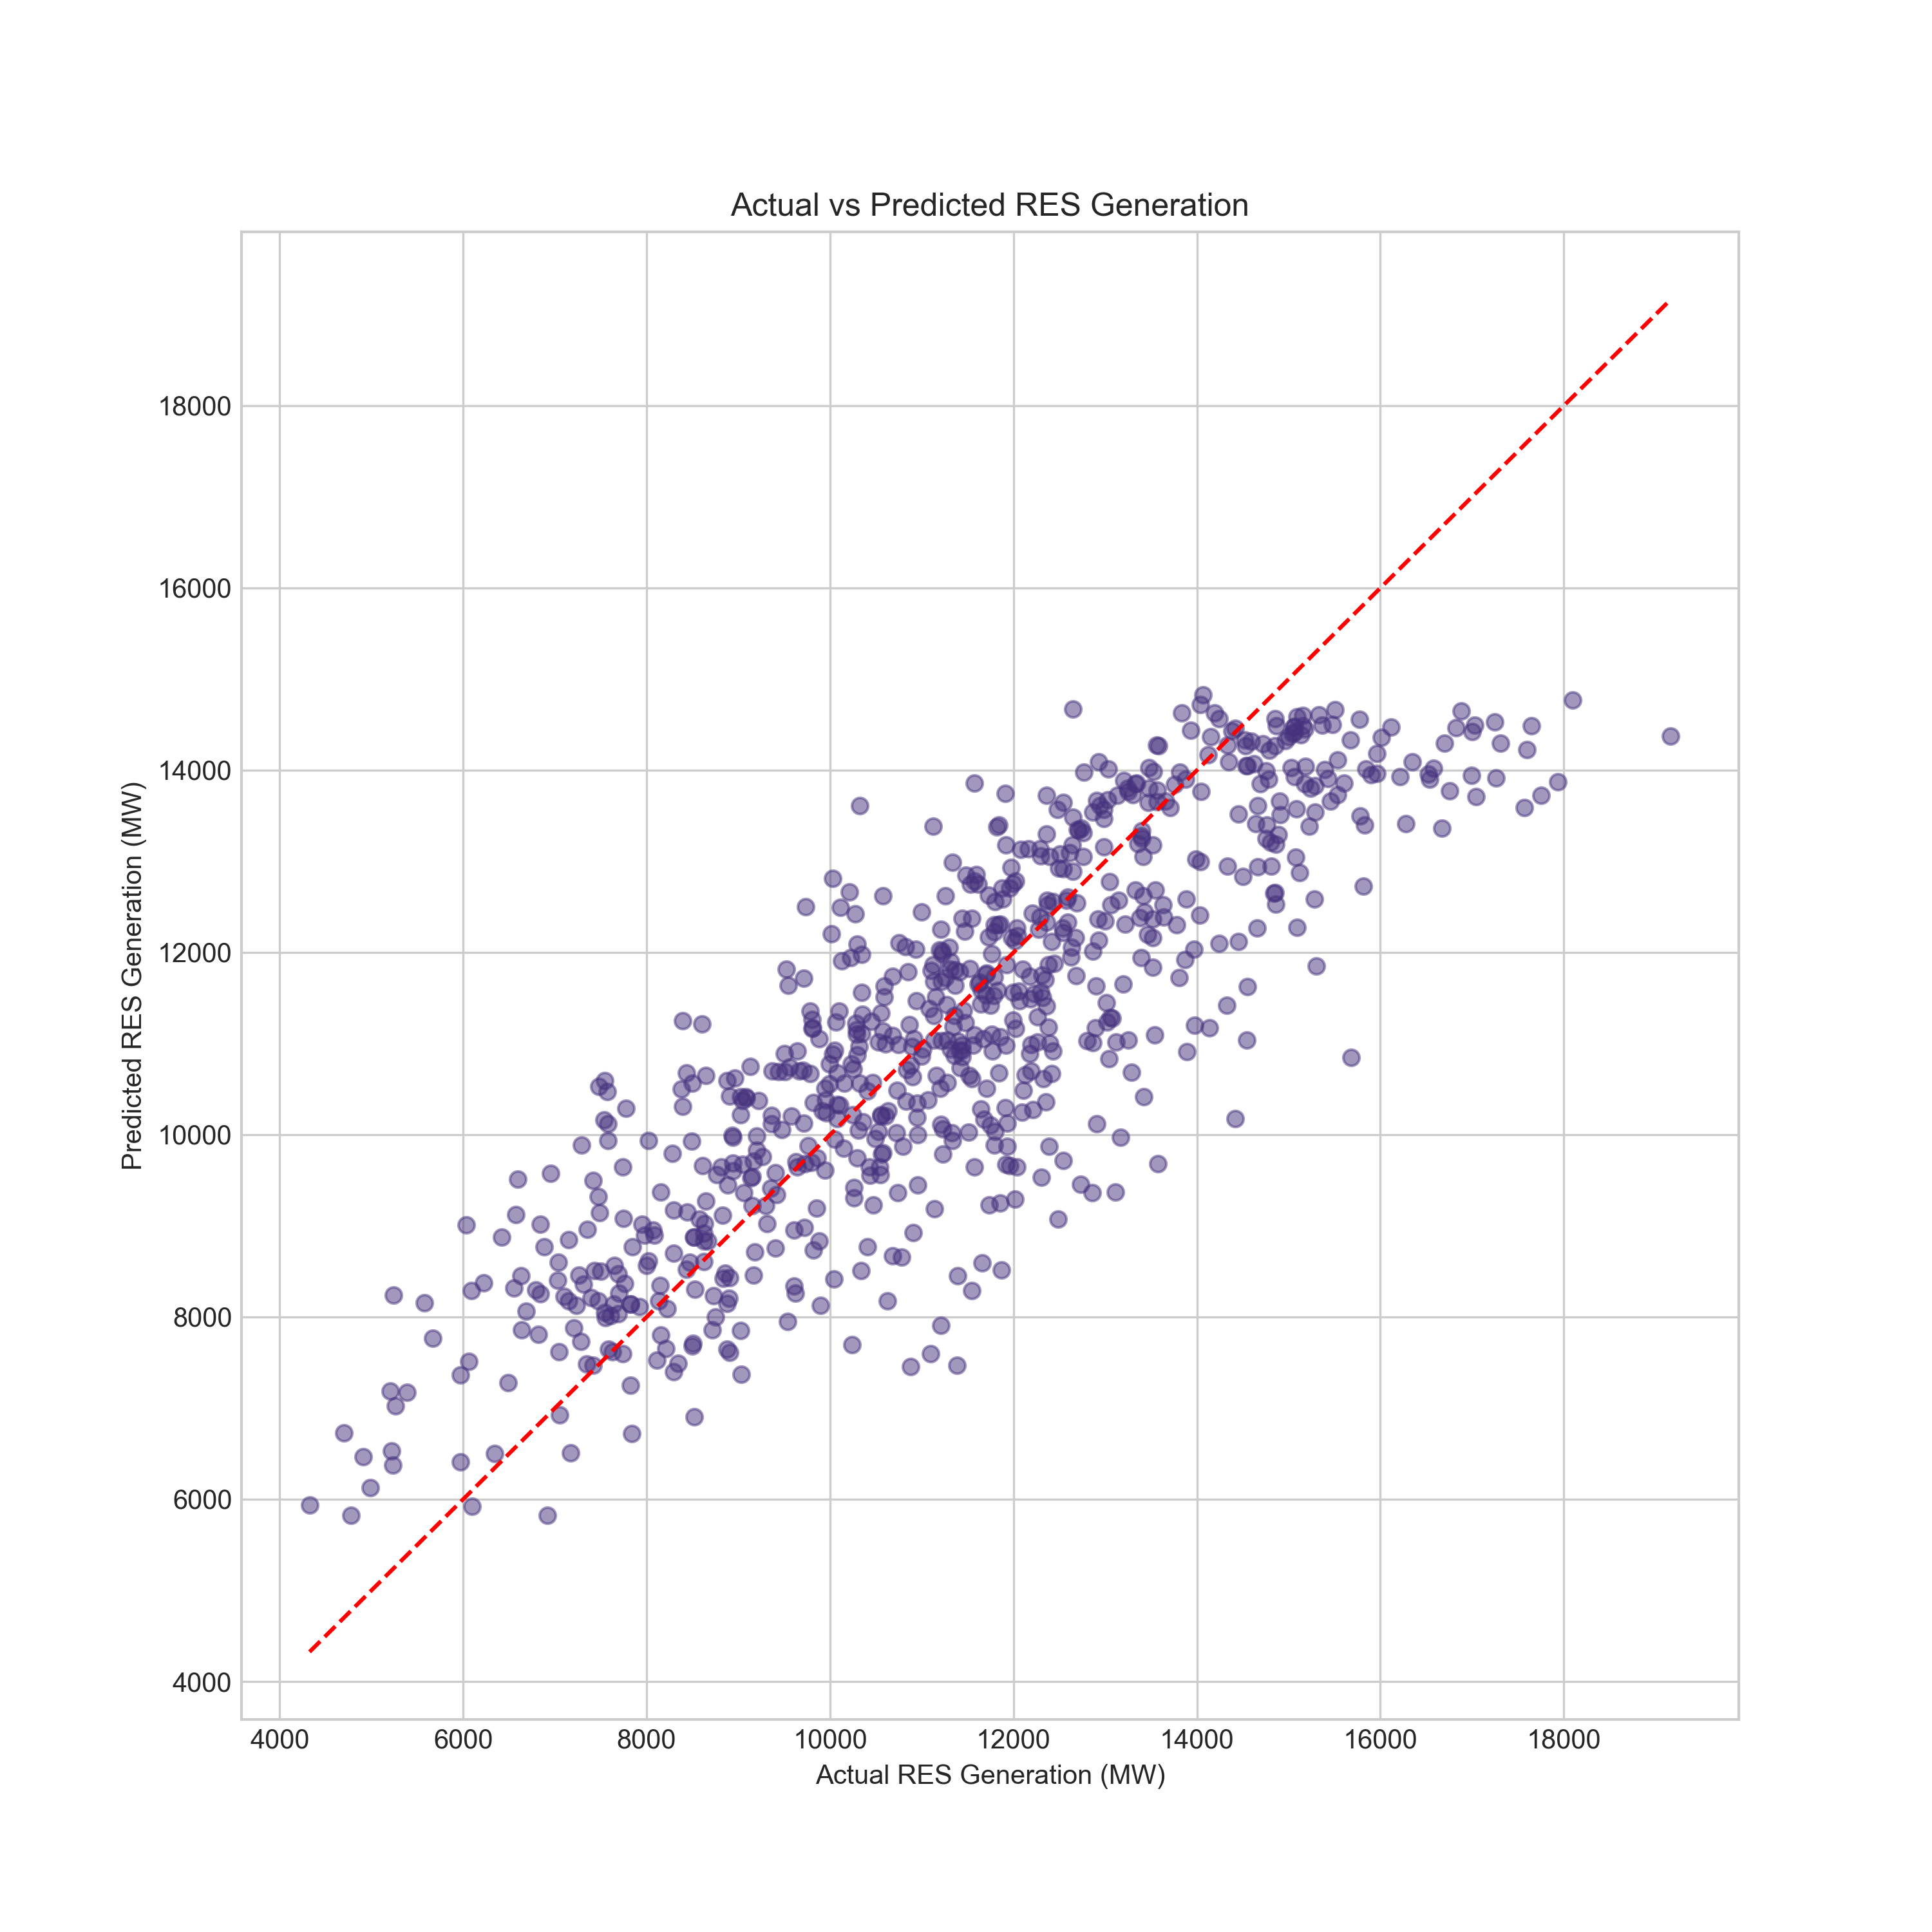 Actual vs Predicted RES Generation
18000
16000
14000
12000
10000
8000
6000
4000
Predicted RES Generation (MW)
4000 6000 8000 10000 12000 14000 16000 18000
Actual RES Generation (MW)